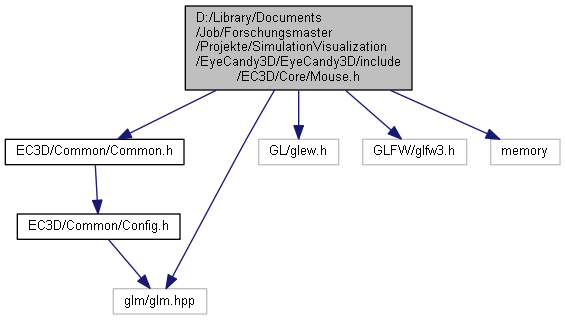 D:/Library/Documents
/Job/Forschungsmaster
/Projekte/SimulationVisualization
/EyeCandy3D/EyeCandy3D/include
/EC3D/Core/Mouse.h
EC3D/Common/Common.h
GL/glew.h
GLFW/glfw3.h
memory
EC3D/Common/Config.h
glm/glm.hpp